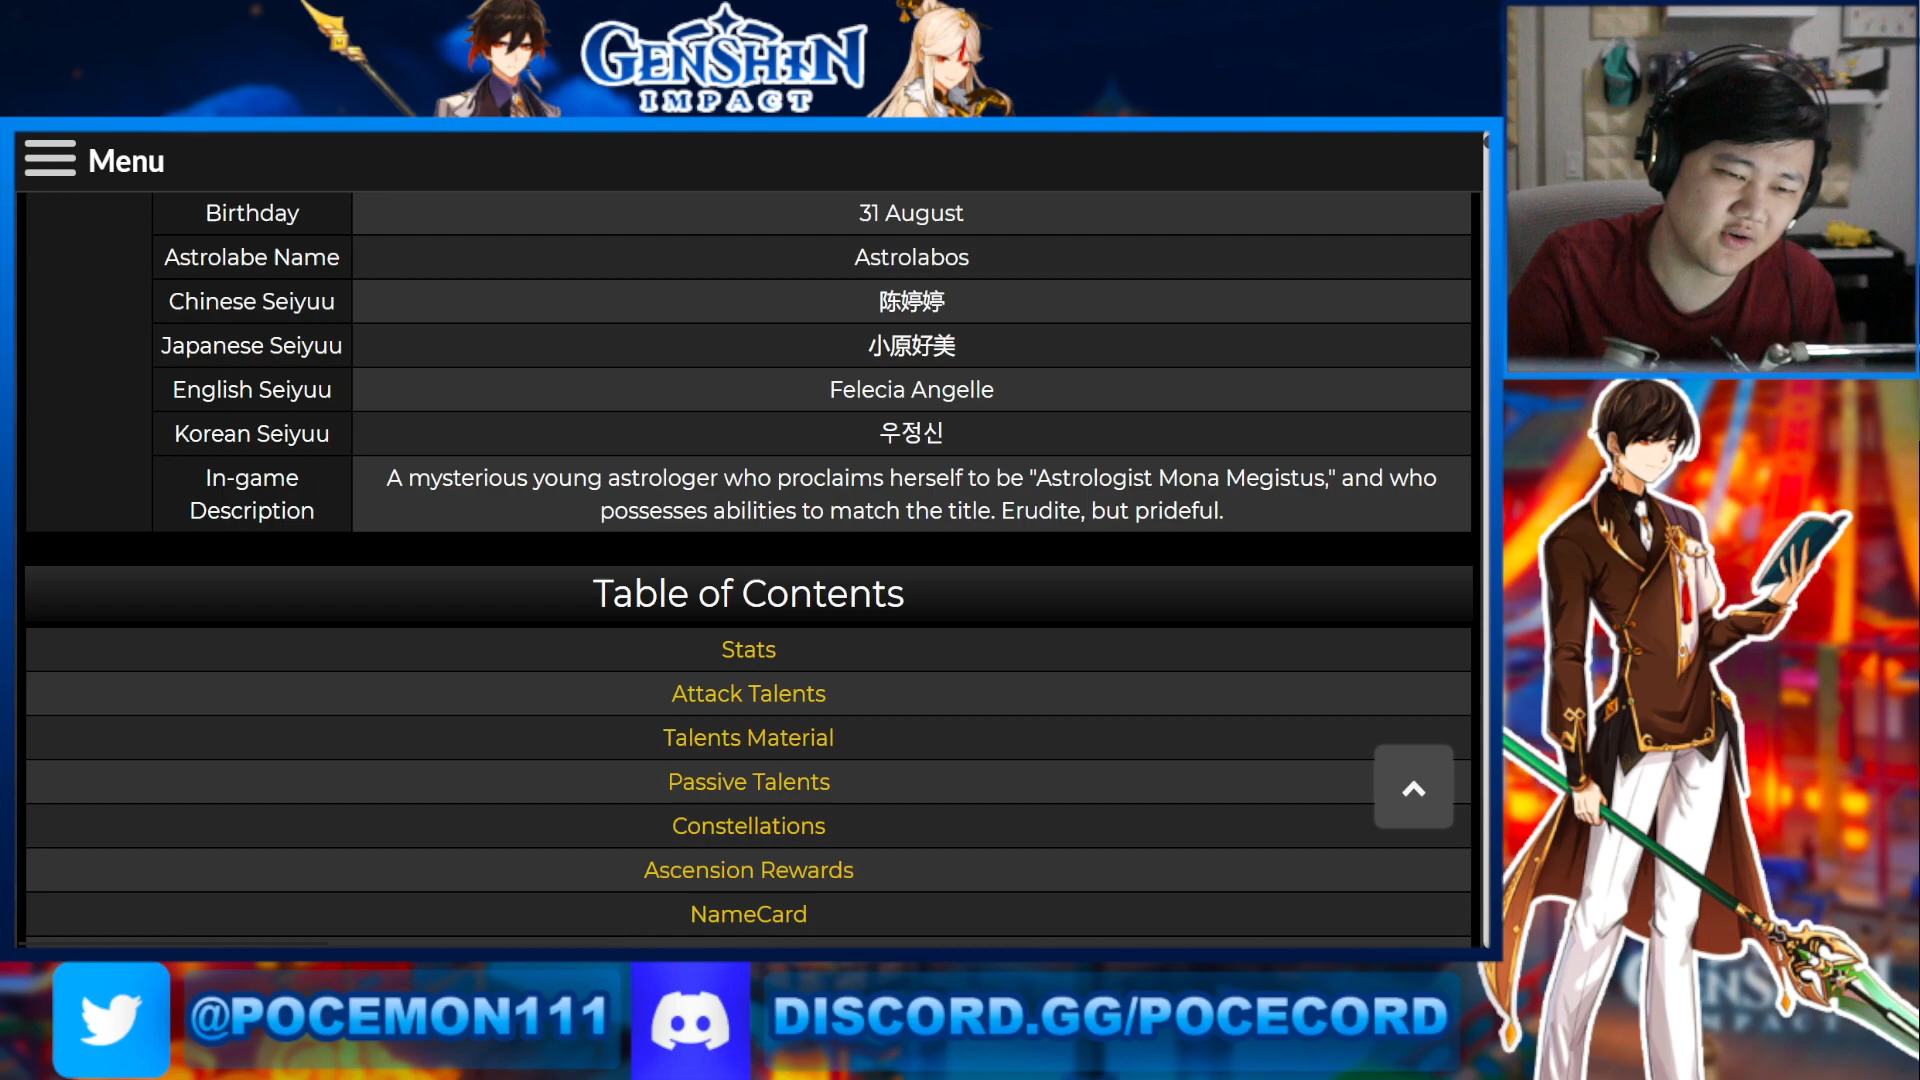 GENSHIN
IMPACT
Menu
Birthday
31 August
Astrolabe Name
Astrolabos
Chinese Seiyuu
陈婷婷
Japanese Seiyuu
小原好美
English Seiyuu
Felecia Angelle
Korean Seiyuu
우정신
In-game
Description
A mysterious young astrologer who proclaims herself to be "Astrologist Mona Megistus," and who
possesses abilities to match the title. Erudite, but prideful.
Table of Contents
Stats
Attack Talents
Talents Material
Passive Talents
Constellations
Ascension Rewards
NameCard
@POCEMON111
DISCORD.GG/POCECORD